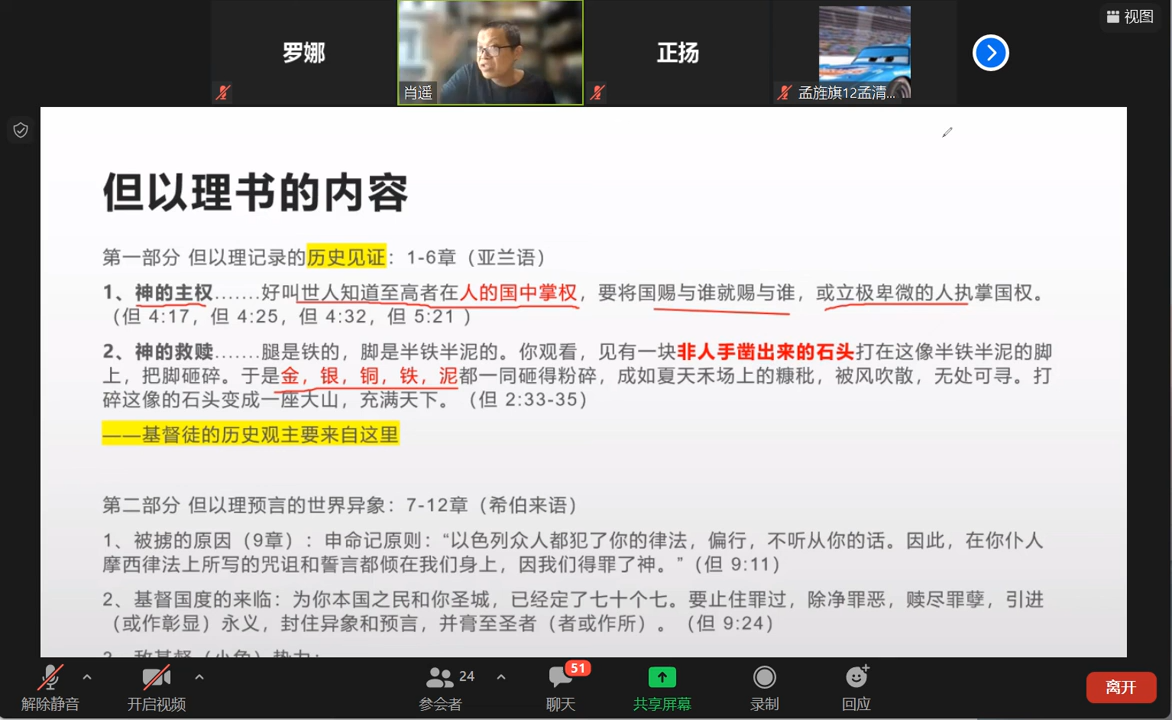 视图
罗娜
肖遥
正扬
孟旌旗12孟清...
但以理书的内容
第一部分 但以理记录的历史见证：1-6章（亚兰语）
1、神的主权.......好叫世人知道至高者在人的国中掌权，要将国赐与谁就赐与谁，或立极卑微的人执掌国权。
（但 4:17，但 4:25，但 4:32，但 5:21 ）
2、神的救赎.......腿是铁的，脚是半铁半泥的。你观看，见有一块非人手凿出来的石头打在这像半铁半泥的脚
上，把脚砸碎。于是金，银，铜，铁，泥都一同砸得粉碎，成如夏天禾场上的糠秕，被风吹散，无处可寻。打
碎这像的石头变成一座大山，充满天下。（但 2:33-35）
——基督徒的历史观主要来自这里
第二部分 但以理预言的世界异象：7-12章（希伯来语）
1、被掳的原因（9章）：申命记原则：“以色列众人都犯了你的律法，偏行，不听从你的话。因此，在你仆人
摩西律法上所写的咒诅和誓言都倾在我们身上，因我们得罪了神。”（但 9:11）
2、基督国度的来临：为你本国之民和你圣城，已经定了七十个七。要止住罪过，除净罪恶，赎尽罪孽，引进
（或作彰显）永义，封住异象和预言，并膏至圣者（者或作所）。（但 9:24）
3、敌基督（小角）势力：
24
51
解除静音
开启视频
参会者
聊天
共享屏幕
录制
回应
离开